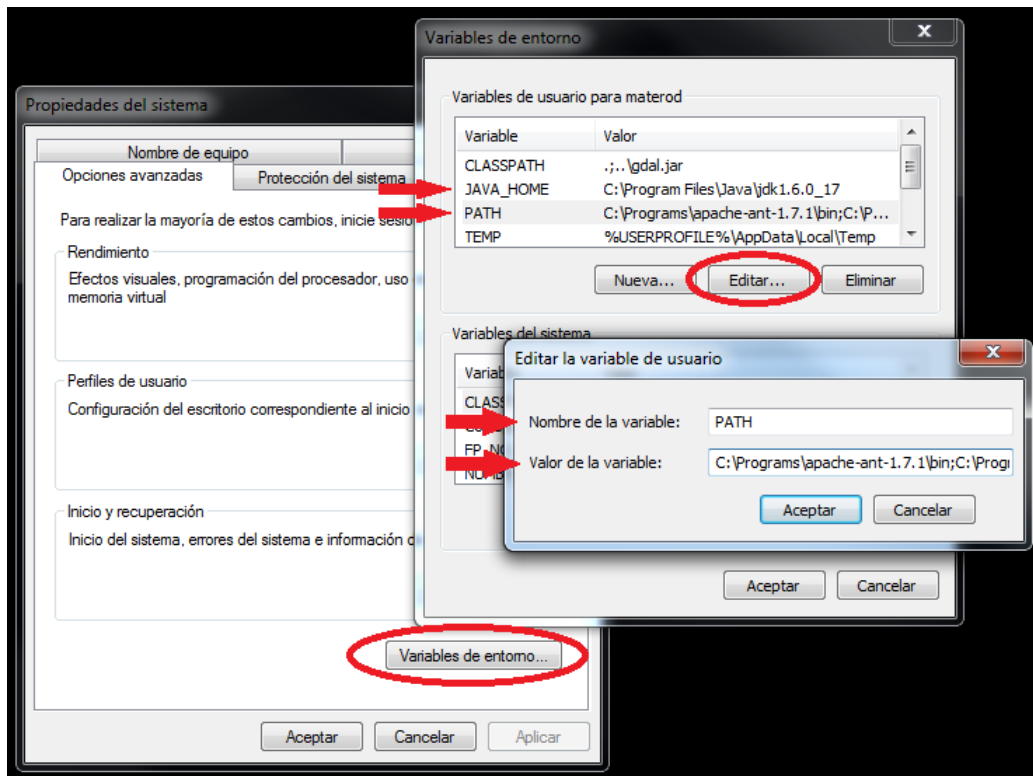 Variables de entorno
Variables de usuario para materod
Variable Valor
CLASSPATH .;..\gdal.jar
JAVA_HOME C:\Program Files\Java\jdk1.6.0_17
PATH C:\Programs\apache-ant-1.7.1\bin;C:\P...
TEMP %USERPROFILE%\AppData\Local\Temp
Nueva... Editar... Eliminar
Variables del sistema
Variab
CLASS
FP_NO
Aceptar Cancelar
Editar la variable de usuario
Nombre de la variable: PATH
Valor de la variable: C:\Programs\apache-ant-1.7.1\bin;C:\Progr
Aceptar Cancelar
Propiedades del sistema
Nombre de equipo
Opciones avanzadas Protección del sistema
Para realizar la mayoría de estos cambios, inicie sesión
Rendimiento
Efectos visuales, programación del procesador, uso
memoria virtual
Perfiles de usuario
Configuración del escritorio correspondiente al inicio
Inicio y recuperación
Inicio del sistema, errores del sistema e información
Variables de entorno...
Aceptar Cancelar Aplicar